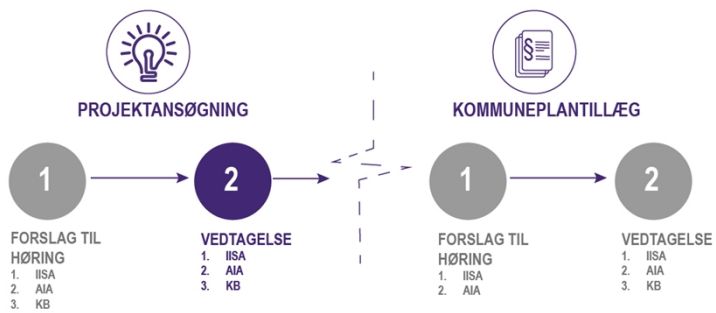 PROJEKTANSØGNING
1
2
FORSLAG TIL
HØRING
1. IISA
2. AIA
3. KB
VEDTAGELSE
1. IISA
2. AIA
3. KB
§
KOMMUNEPLANTILLÆG
1
2
FORSLAG TIL
HØRING
1. IISA
2. AIA
VEDTAGELSE
1. IISA
2. AIA
3. KB